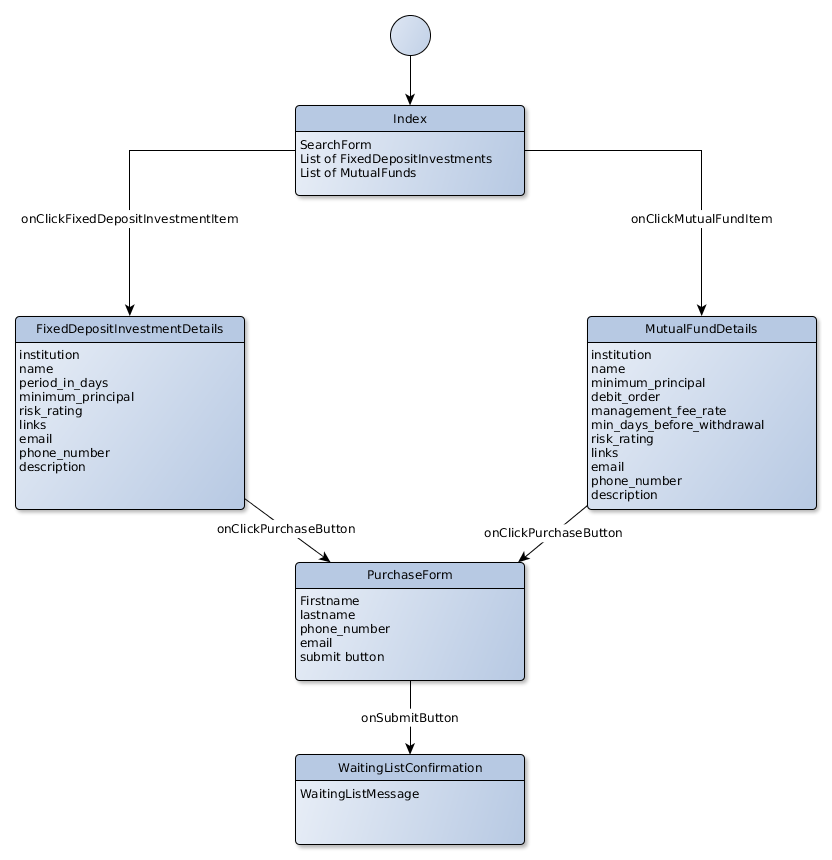 Index
SearchForm
List of FixedDepositInvestments
List of MutualFunds
onClickFixedDepositInvestmentItem
onClickMutualFundItem
FixedDepositInvestmentDetails
institution
name
period_in_days
minimum_principal
risk_rating
links
email
phone_number
description
MutualFundDetails
institution
name
minimum_principal
debit_order
management_fee_rate
min_days_before_withdrawal
risk_rating
links
email
phone_number
description
onClickPurchaseButton
onClickPurchaseButton
PurchaseForm
Firstname
lastname
phone_number
email
submit button
onSubmitButton
WaitingListConfirmation
WaitingListMessage